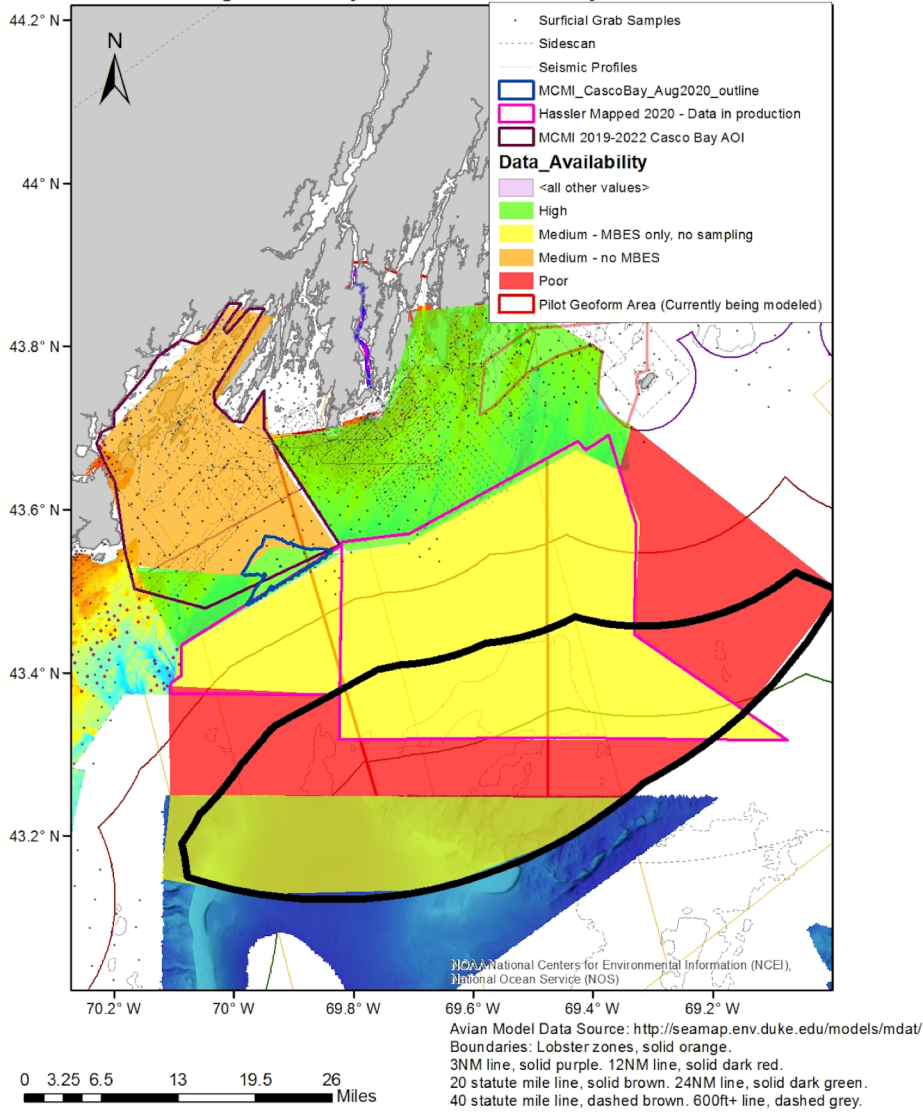 44.2° N
44° N
43.8° N
43.6° N
43.4° N
43.2° N
N
Surficial Grab Samples
Sidescan
Seismic Profiles
MCMI_CascoBay_Aug2020_outline
Hassler Mapped 2020 - Data in production
MCMI 2019-2022 Casco Bay AOI
Data_Availability
<all other values>
High
Medium - MBES only, no sampling
Medium - no MBES
Poor
Pilot Geoform Area (Currently being modeled)
NOAA National Centers for Environmental Information (NCEI),
National Ocean Service (NOS)
70.2° W
70° W
69.8° W
69.6° W
69.4° W
69.2° W
Avian Model Data Source: http://seamap.env.duke.edu/models/mdat/
Boundaries: Lobster zones, solid orange.
3NM line, solid purple. 12NM line, solid dark red.
20 statute mile line, solid brown. 24NM line, solid dark green.
40 statute mile line, dashed brown. 600ft+ line, dashed grey.
0 3.25 6.5 13 19.5 26
Miles